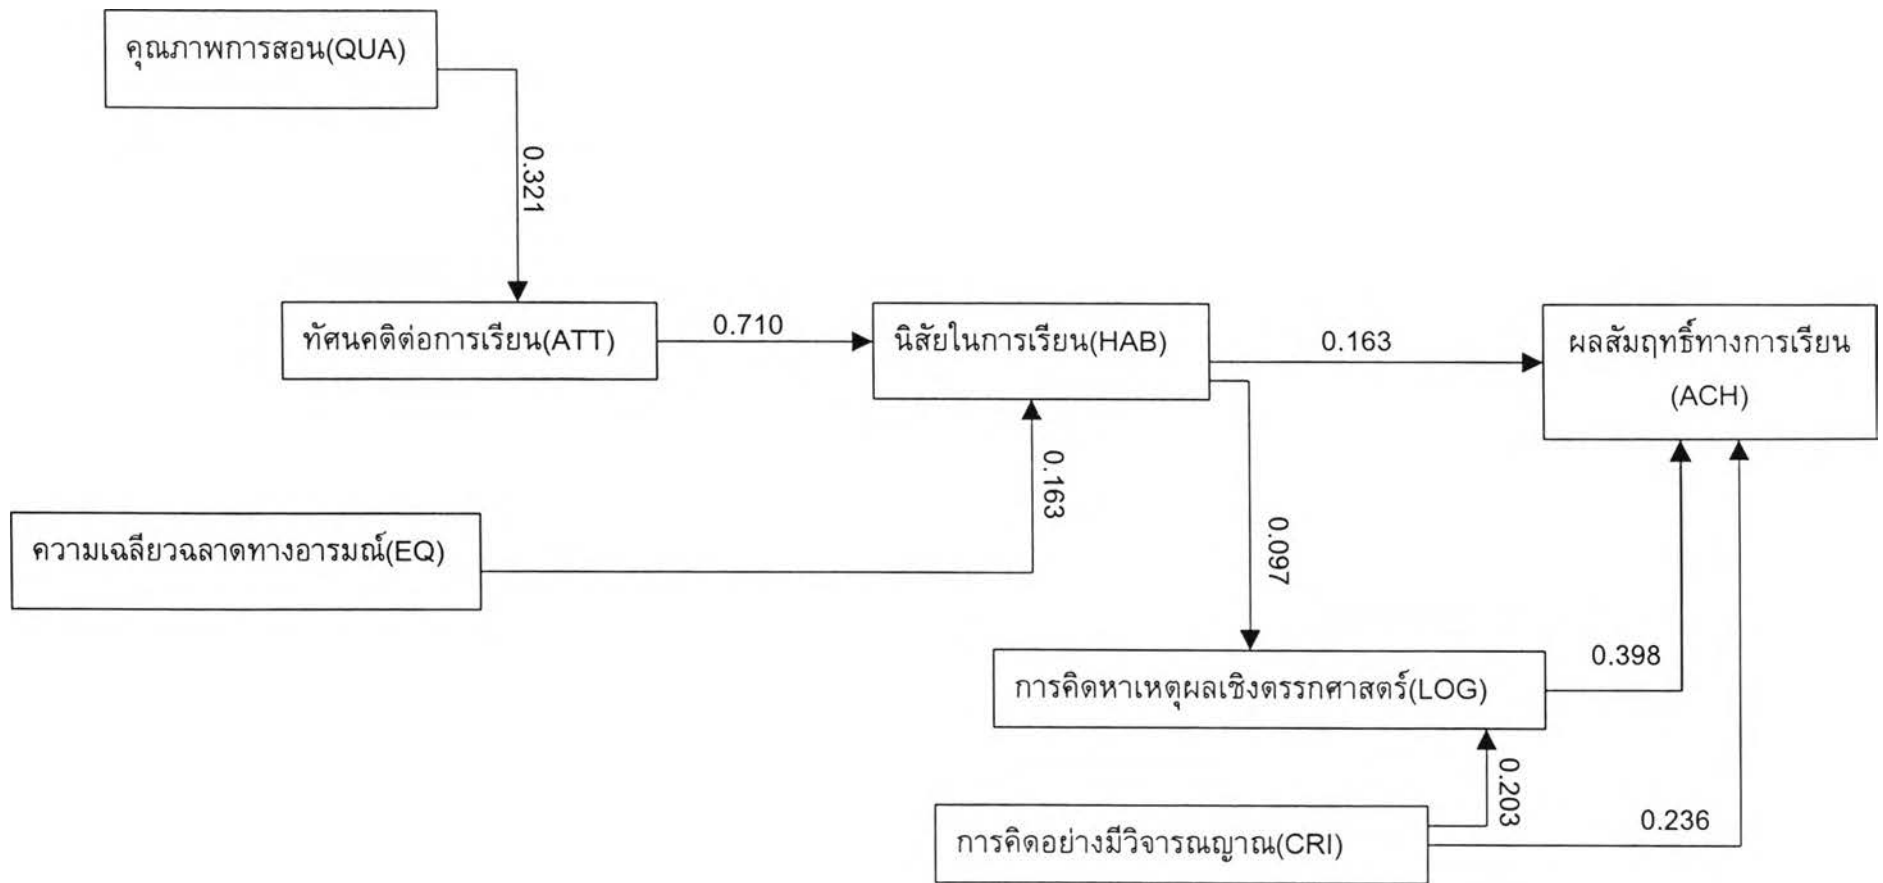 คุณภาพการสอน(QUA)
0.321
ทัศนคติต่อการเรียน(ATT)
0.710
นิสัยในการเรียน(HAB)
0.163
ผลสัมฤทธิ์ทางการเรียน
(ACH)
0.163
ความเฉลียวฉลาดทางอารมณ์(EQ)
0.097
การคิดหาเหตุผลเชิงตรรกศาสตร์(LOG)
0.398
0.203
การคิดอย่างมีวิจารณญาณ(CRI)
0.236